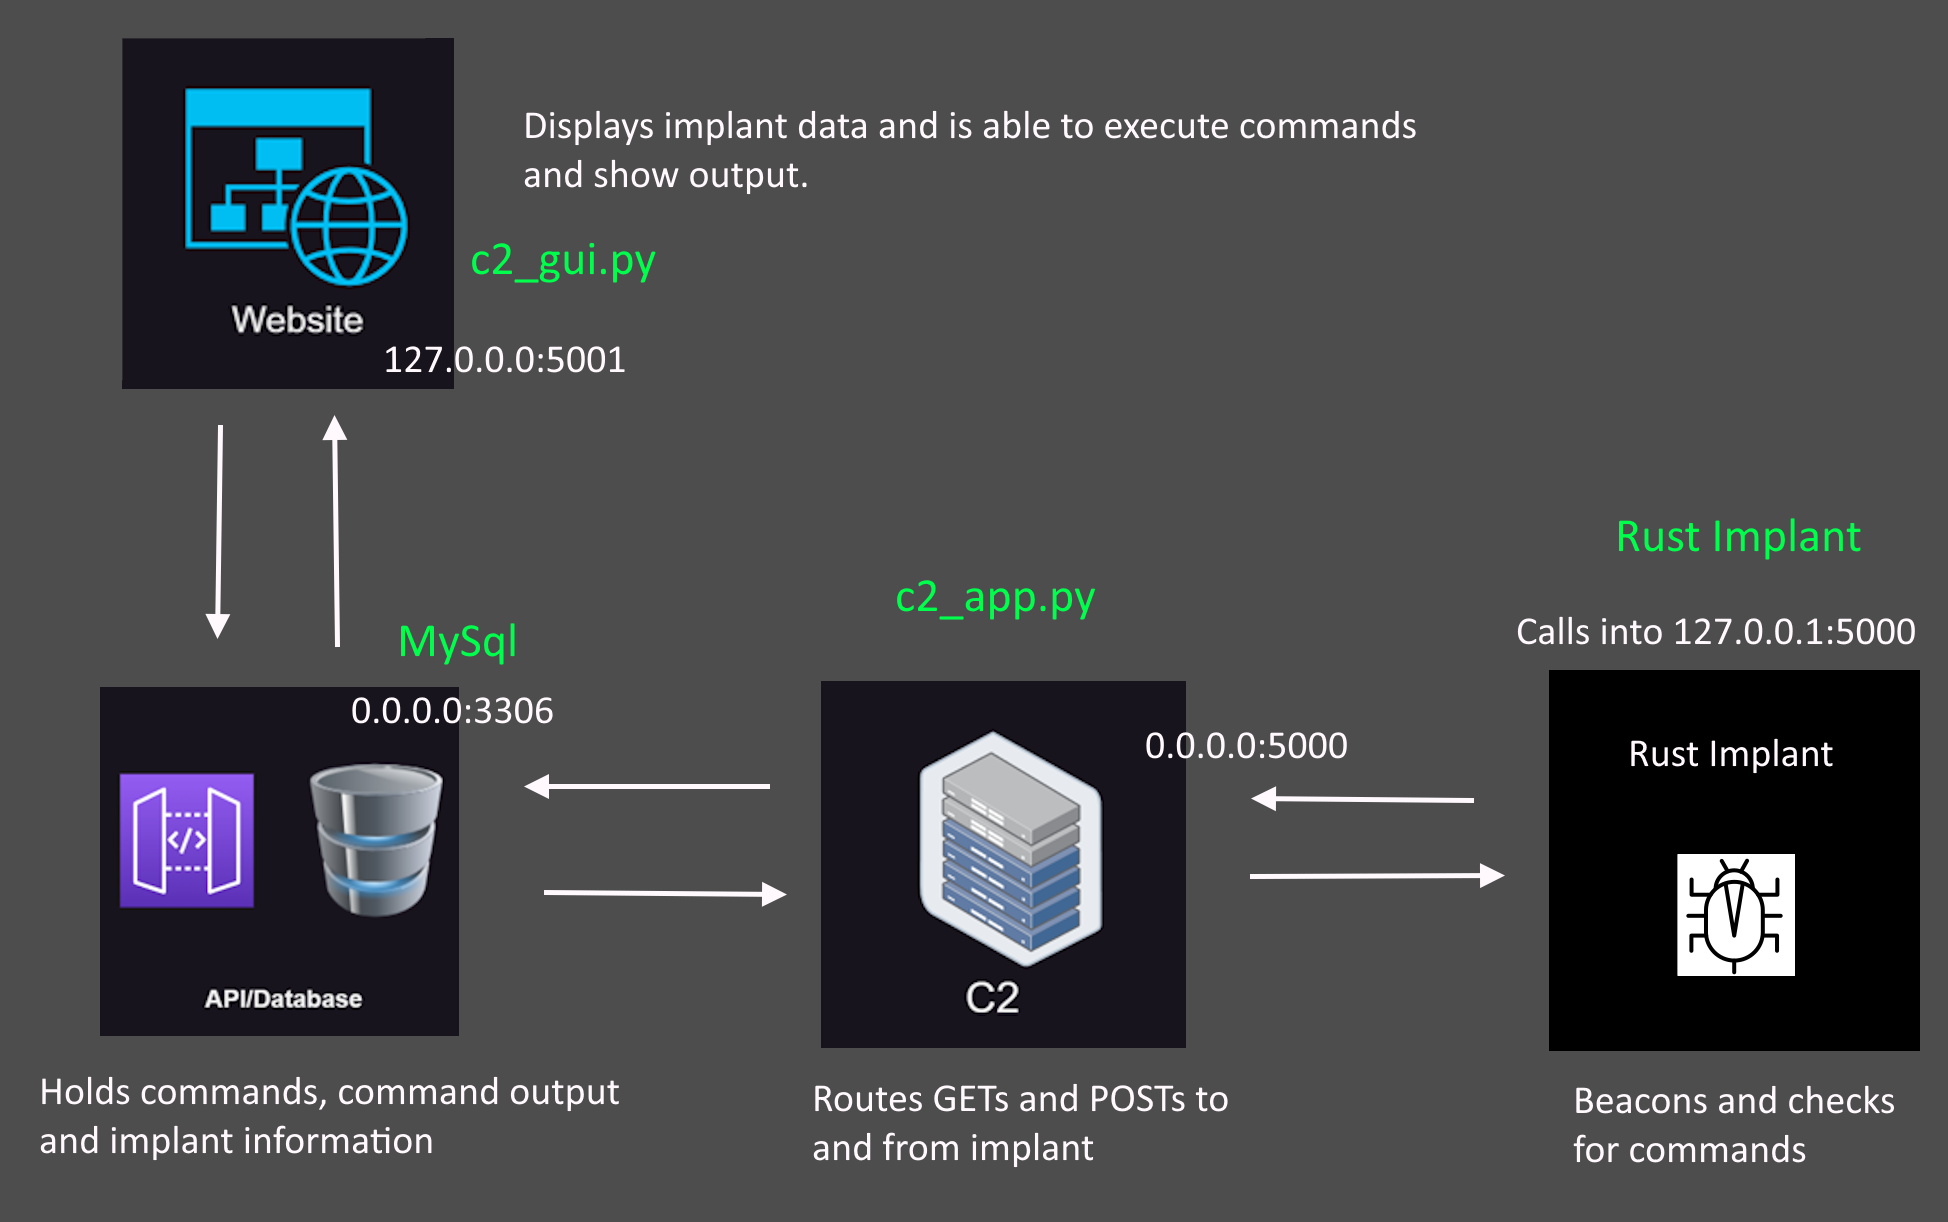 Displays implant data and is able to execute commands
and show output.
c2_gui.py
Website
127.0.0.0:5001
Rust Implant
c2_app.py
Calls into 127.0.0.1:5000
MySql
0.0.0.0:3306
0.0.0.0:5000
Rust Implant
</>
API/Database
C2
Holds commands, command output
and implant information
Routes GETs and POSTs to
and from implant
Beacons and checks
for commands